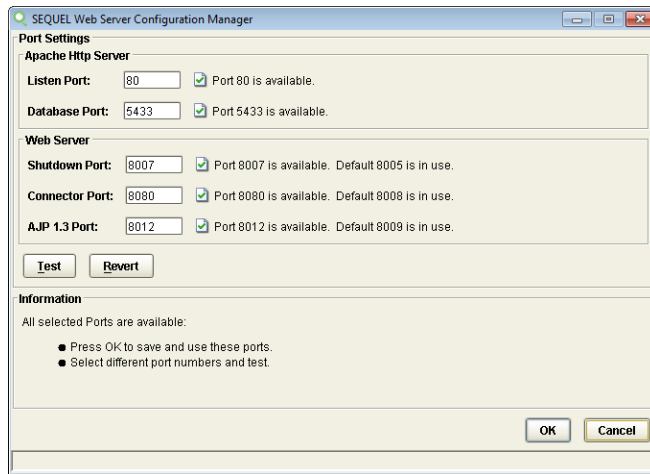 SEQUEL Web Server Configuration Manager
Port Settings
Apache Http Server
Listen Port: 80 Port 80 is available.
Database Port: 5433 Port 5433 is available.
Web Server
Shutdown Port: 8007 Port 8007 is available. Default 8005 is in use.
Connector Port: 8080 Port 8080 is available. Default 8008 is in use.
AJP 1.3 Port: 8012 Port 8012 is available. Default 8009 is in use.
Test Revert
Information
All selected Ports are available:
● Press OK to save and use these ports.
● Select different port numbers and test.
OK Cancel